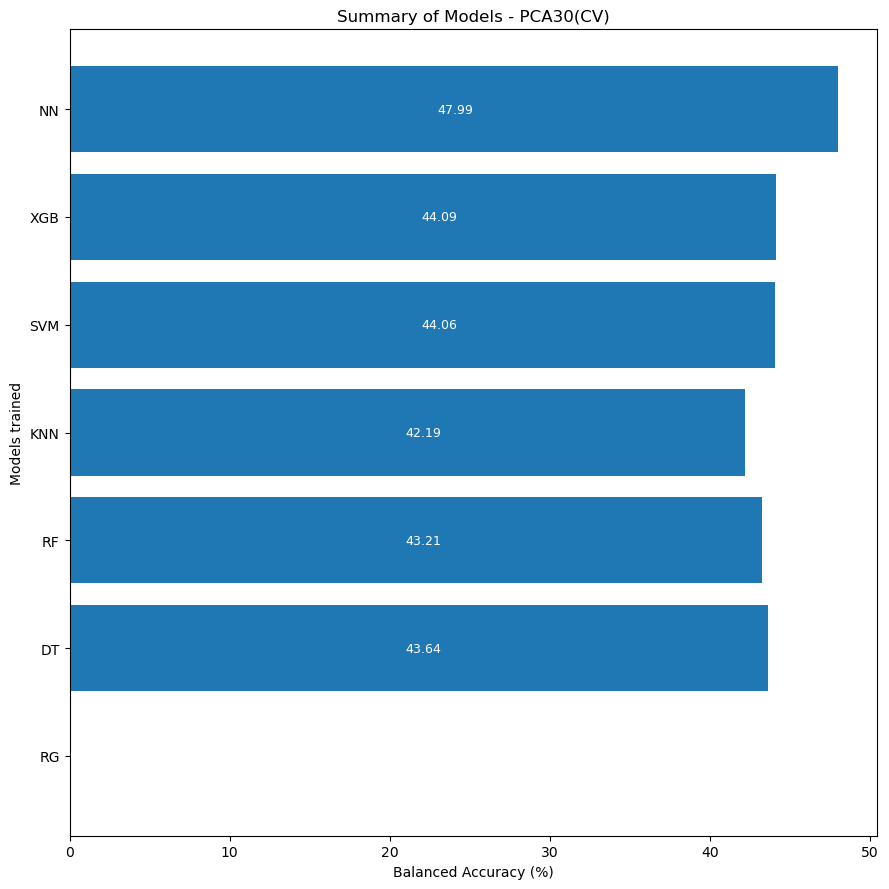 Summary of Models - PCA30(CV)
Models trained
NN
47.99
XGB
44.09
SVM
44.06
KNN
42.19
RF
43.21
DT
43.64
RG
0
10
20
30
40
50
Balanced Accuracy (%)